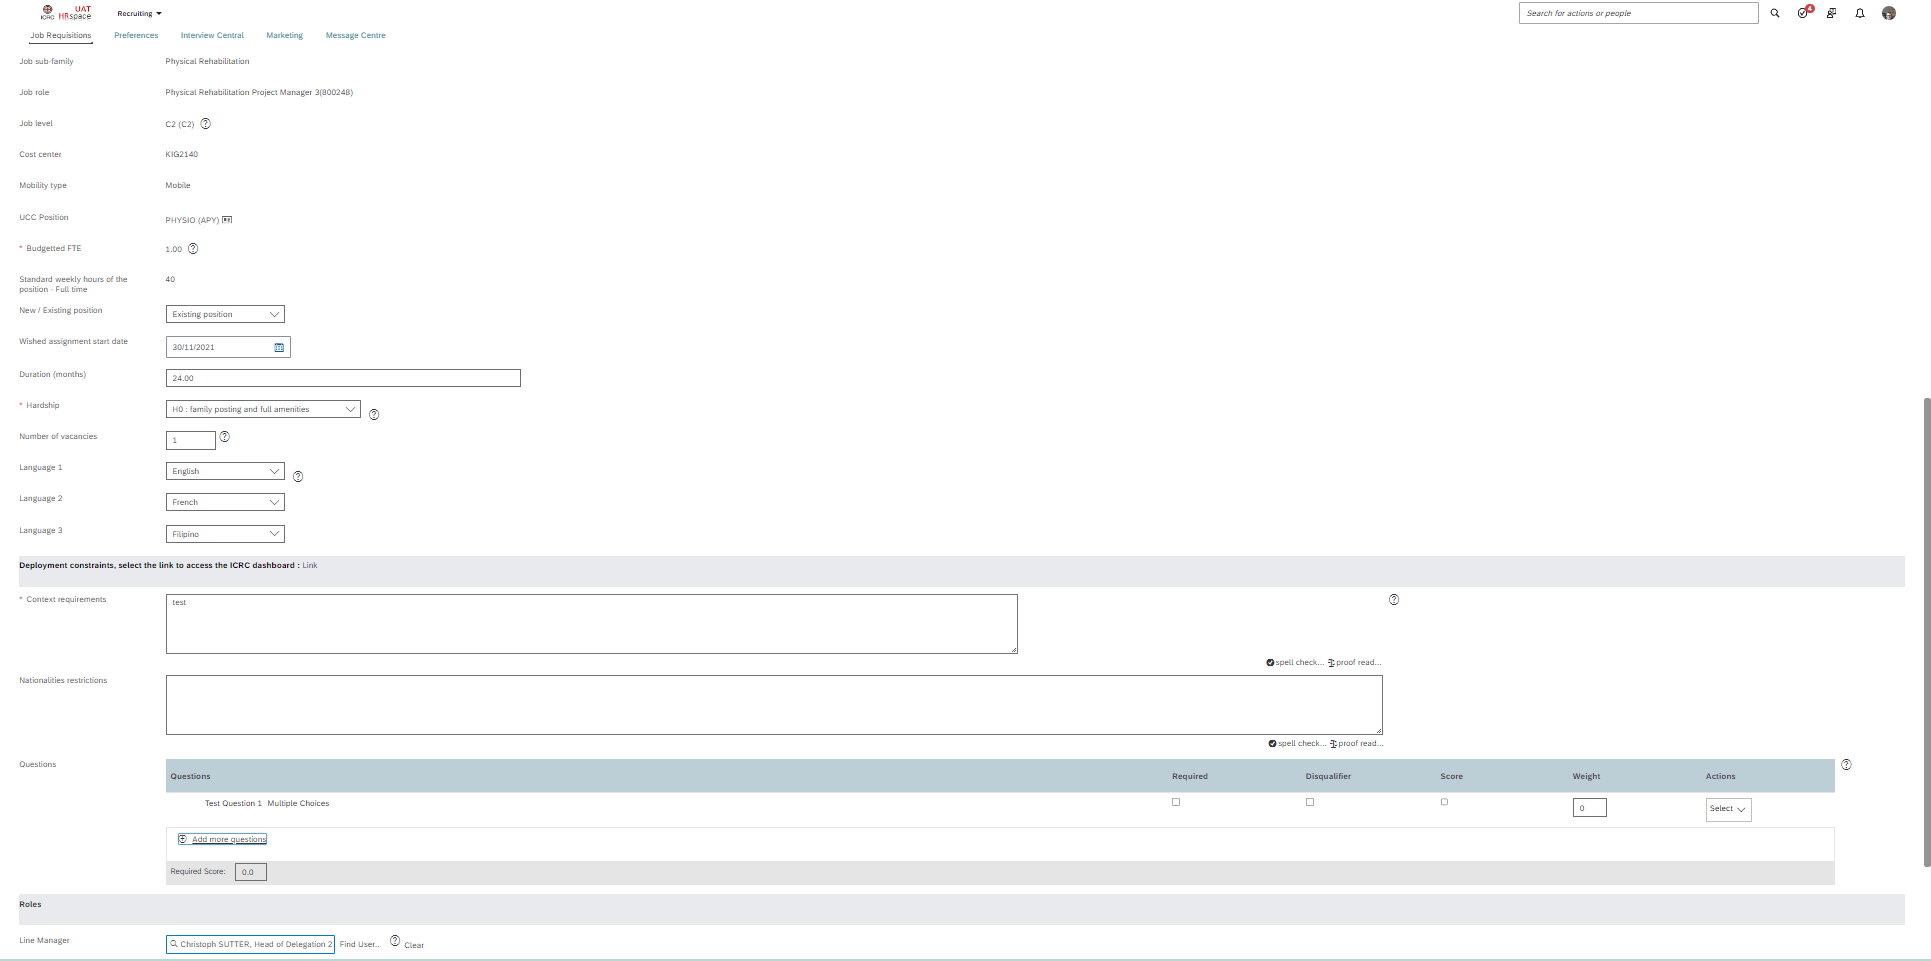 UAT
ICRC HRspace
Recruiting
Search for actions or people
4
Job Requisitions Preferences Interview Central Marketing Message Centre
Job sub-family Physical Rehabilitation
Job role Physical Rehabilitation Project Manager 3(800248)
Job level C2 (C2) ?
Cost center KIG2140
Mobility type Mobile
UCC Position PHYSIO (APY)
* Budgetted FTE 1.00 ?
Standard weekly hours of the position - Full time 40
New / Existing position Existing position
Wished assignment start date 30/11/2021
Duration (months) 24.00
* Hardship H0 : family posting and full amenities ?
Number of vacancies 1 ?
Language 1 English ?
Language 2 French
Language 3 Filipino
Deployment constraints, select the link to access the ICRC dashboard : Link
* Context requirements test ?
spell check... proof read...
Nationalities restrictions
spell check... proof read...
Questions ?
Questions Required Disqualifier Score Weight Actions
Test Question 1 Multiple Choices 0 Select
Add more questions
Required Score: 0.0
Roles
Line Manager Christoph SUTTER, Head of Delegation 2 Find User.. ? Clear